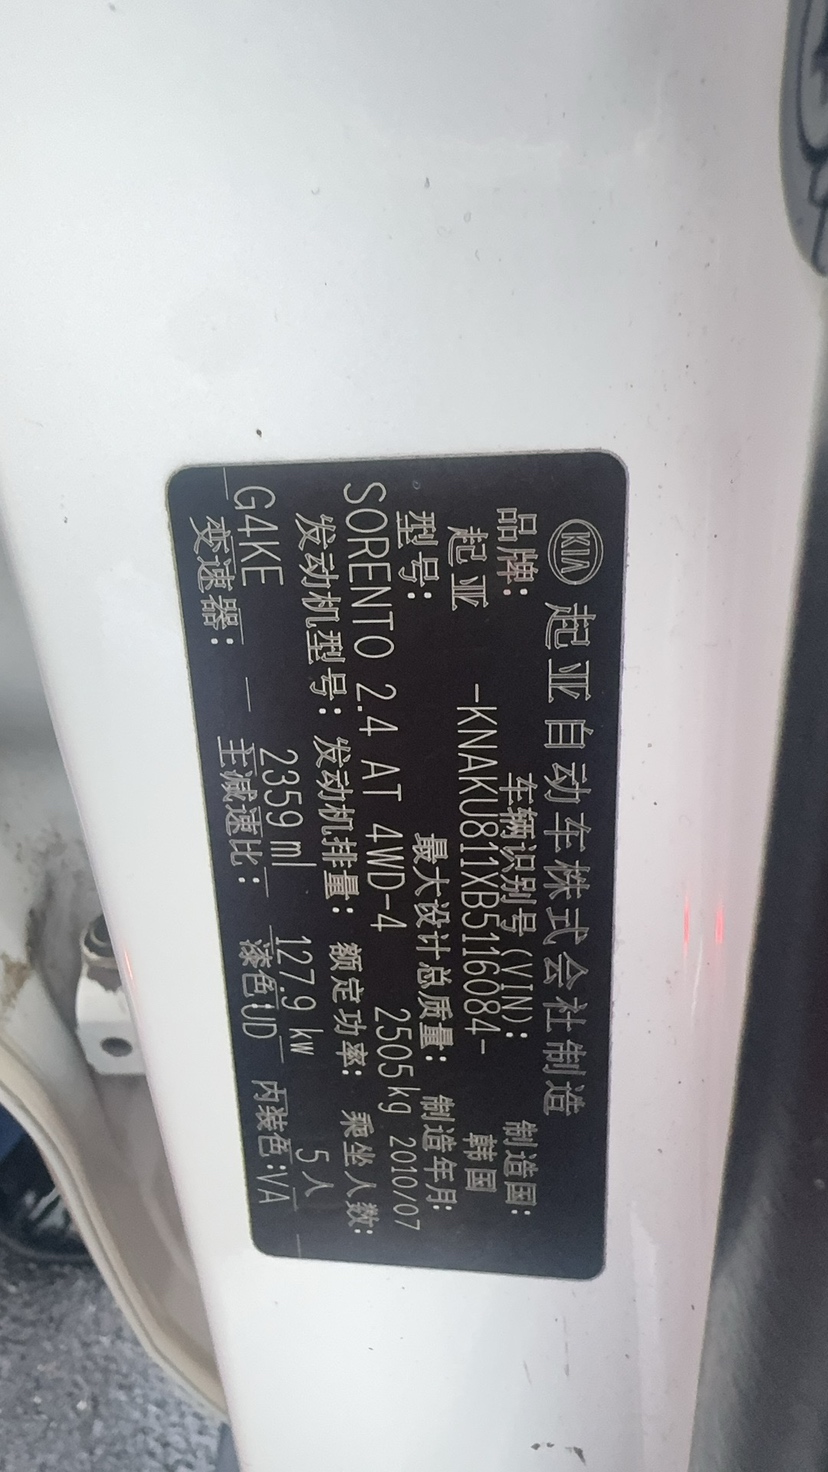 KIA 起亚自动车株式会社制造
品牌: 车辆识别号(VIN): 制造国:
起亚 -KNAKU811XB5116084- 韩国
型号: 最大设计总质量: 制造年月:
SORENTO 2.4 AT 4WD-4 2505kg 2010/07
发动机型号: 发动机排量: 额定功率: 乘坐人数:
G4KE 2359 ml 127.9 kw 5人
变速器: 主减速比: 漆色:UD 内装色:VA